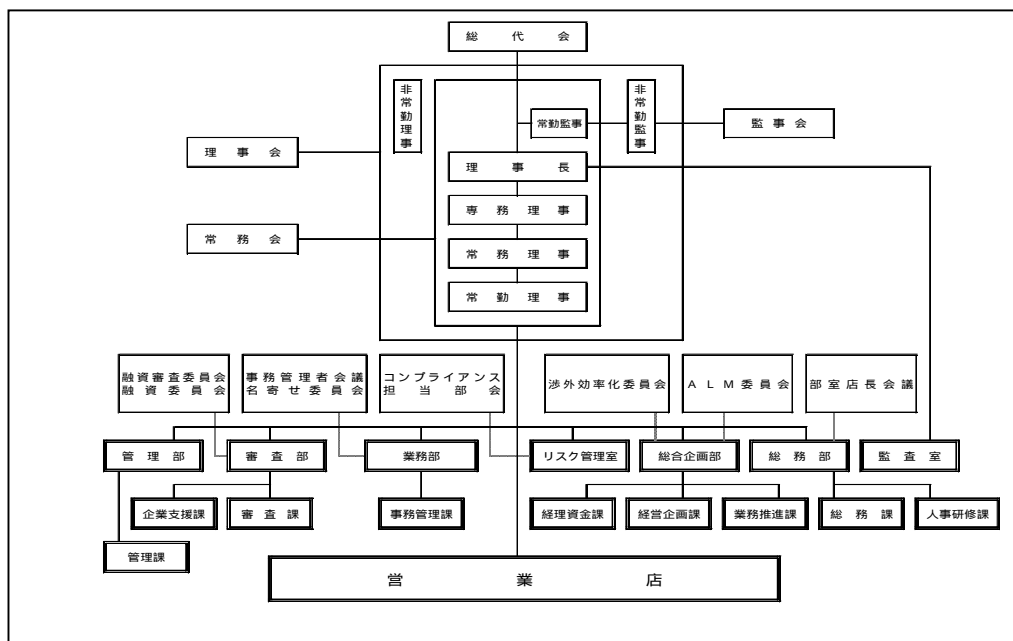 総代会
非常勤理事
常勤監事
非常勤監事
監事会
理事会
理事長
専務理事
常務会
常務理事
常勤理事
融資審査委員会
融資委員会
事務管理者会議
名寄せ委員会
コンプライアンス
担当部会
渉外効率化委員会
ALM委員会
部室店長会議
管理部
審査部
業務部
リスク管理室
総合企画部
総務部
監査室
企業支援課
審査課
事務管理課
経理資金課
経営企画課
業務推進課
総務課
人事研修課
管理課
営業店